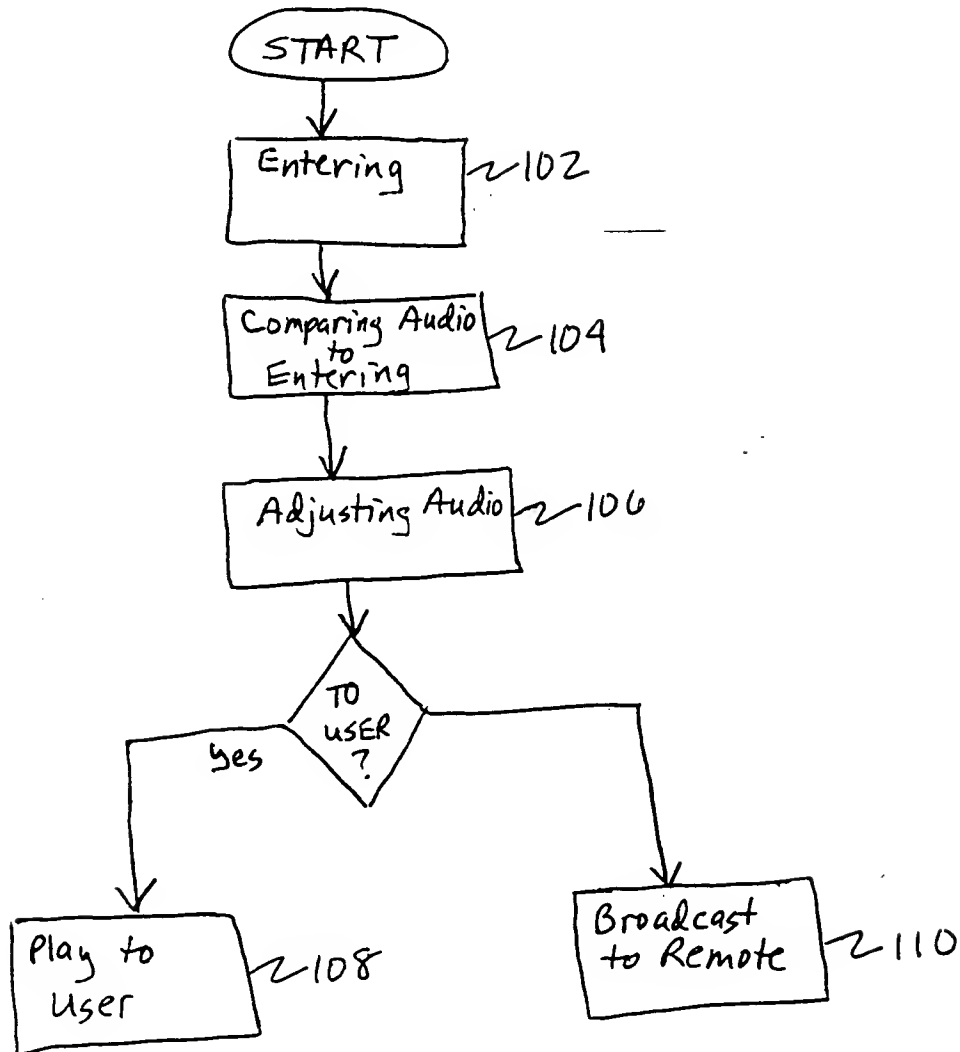 START
Entering
102
Comparing Audio
to
Entering
104
Adjusting Audio
106
TO
USER
?
yes
Play to
User
108
Broadcast
to Remote
110